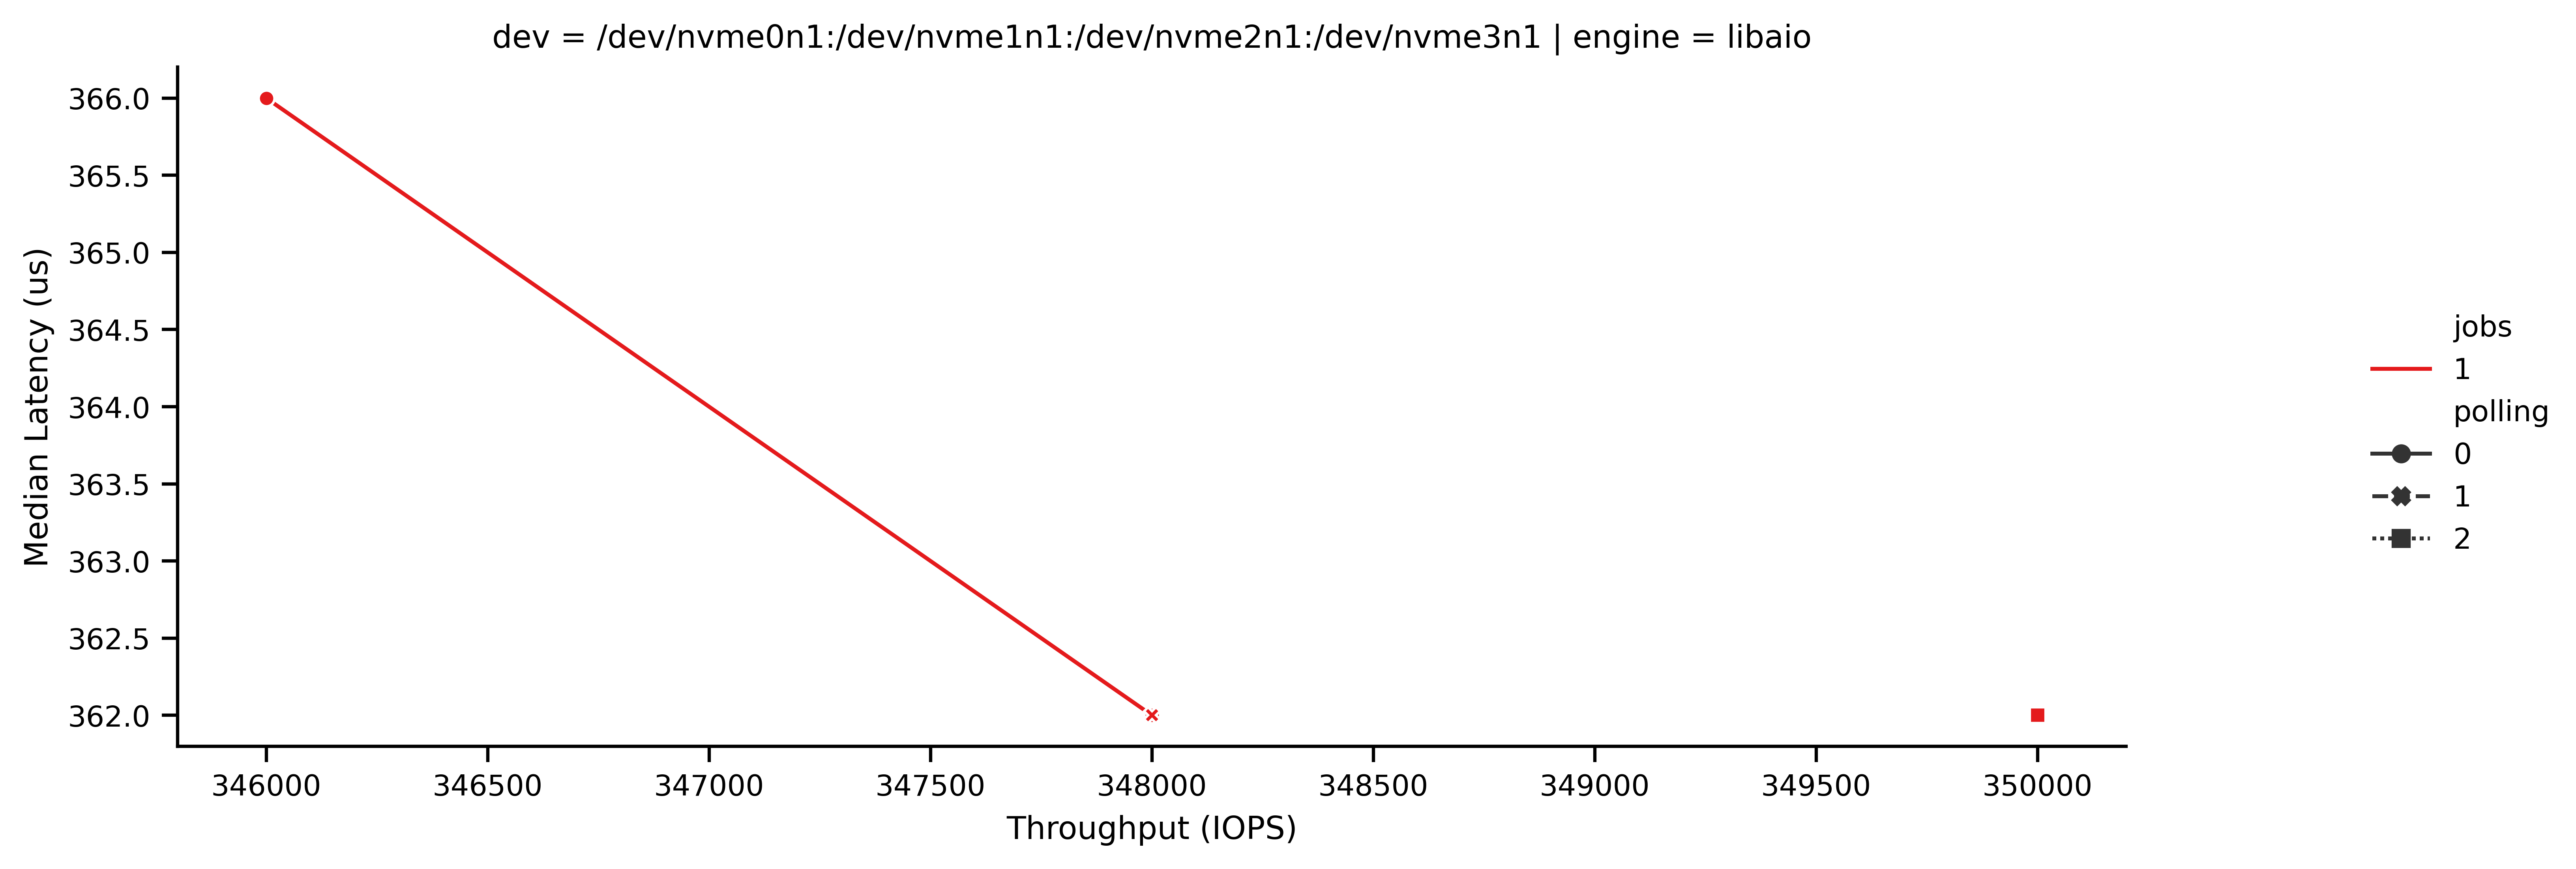 dev = /dev/nvme0n1:/dev/nvme1n1:/dev/nvme2n1:/dev/nvme3n1 | engine = libaio
Median Latency (us)
366.0
365.5
365.0
364.5
364.0
363.5
363.0
362.5
362.0
346000 346500 347000 347500 348000 348500 349000 349500 350000
Throughput (IOPS)
jobs
1
polling
0
1
2